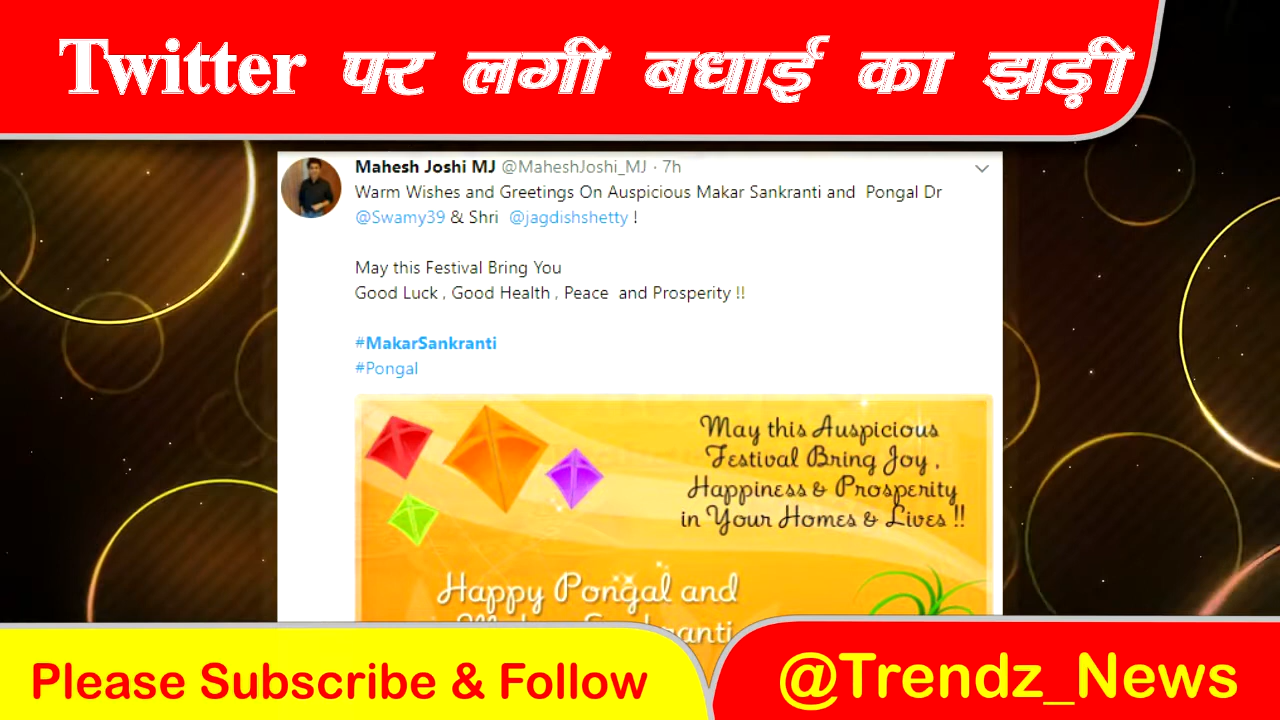 Twitter पर लगी बधाई का झड़ी
Mahesh Joshi MJ @MaheshJoshi_MJ · 7h
Warm Wishes and Greetings On Auspicious Makar Sankranti and Pongal Dr
@Swamy39 & Shri @jagdishshetty !
May this Festival Bring You
Good Luck , Good Health , Peace and Prosperity !!
#MakarSankranti
#Pongal
May this Auspicious
Festival Bring Joy ,
Happiness & Prosperity
in Your Homes & Lives !!
Happy Pongal and
Please Subscribe & Follow
@Trendz_News